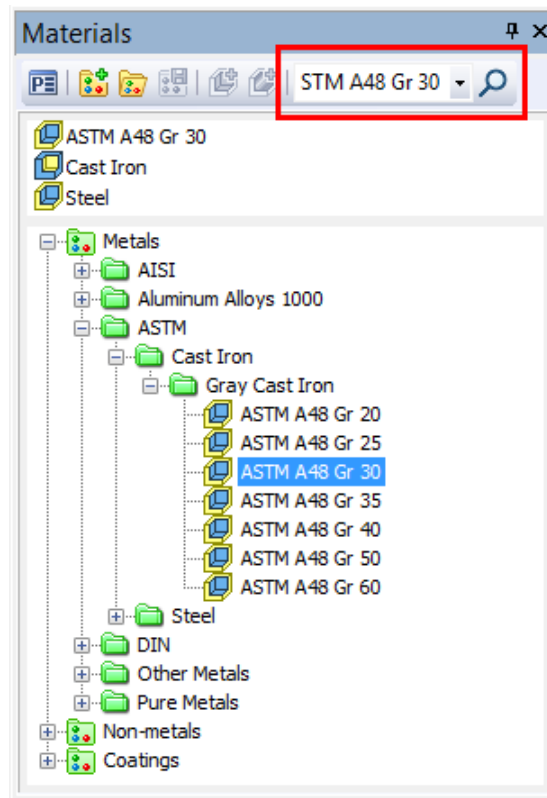 Materials
PE STM A48 Gr 30
ASTM A48 Gr 30
Cast Iron
Steel
Metals
AISI
Aluminum Alloys 1000
ASTM
Cast Iron
Gray Cast Iron
ASTM A48 Gr 20
ASTM A48 Gr 25
ASTM A48 Gr 30
ASTM A48 Gr 35
ASTM A48 Gr 40
ASTM A48 Gr 50
ASTM A48 Gr 60
Steel
DIN
Other Metals
Pure Metals
Non-metals
Coatings